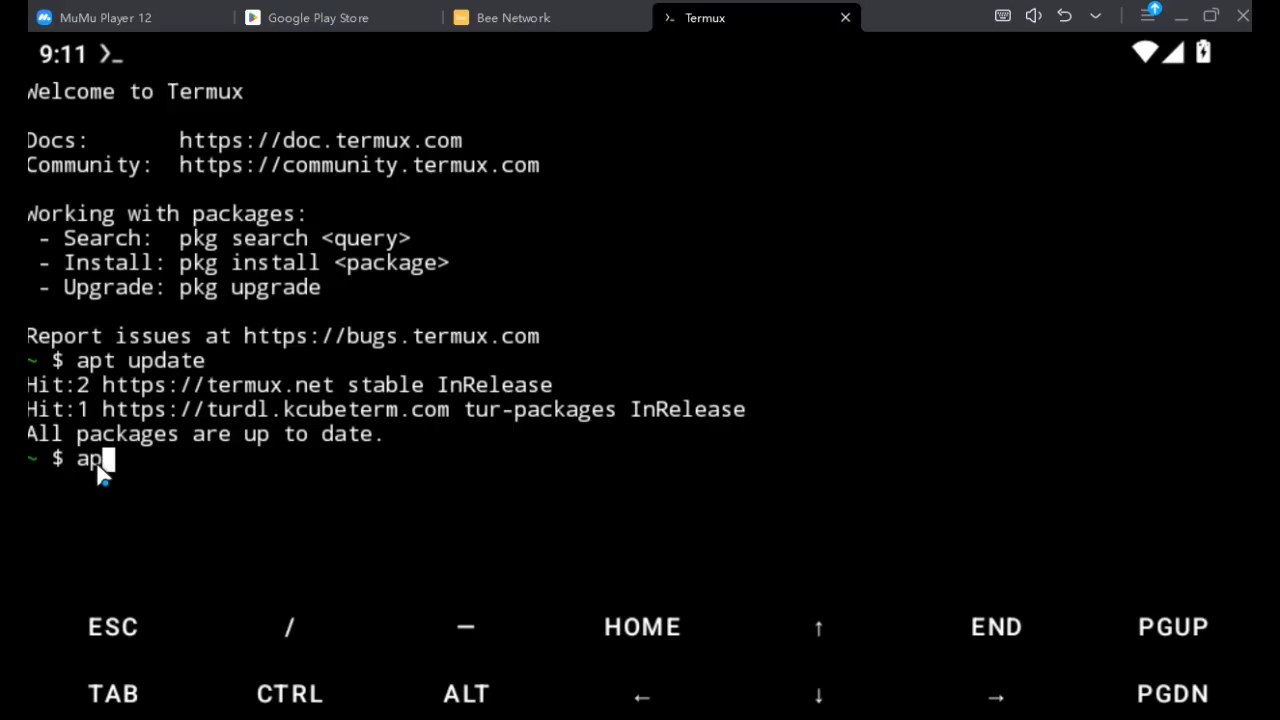 MuMu Player 12
Google Play Store
Bee Network
Termux
9:11
Welcome to Termux
Docs: https://doc.termux.com
Community: https://community.termux.com
Working with packages:
- Search: pkg search <query>
- Install: pkg install <package>
- Upgrade: pkg upgrade
Report issues at https://bugs.termux.com
~ $ apt update
Hit:2 https://termux.net stable InRelease
Hit:1 https://turdl.kcubeterm.com tur-packages InRelease
All packages are up to date.
~ $ ap
ESC / — HOME ↑ END PGUP
TAB CTRL ALT ← ↓ → PGDN